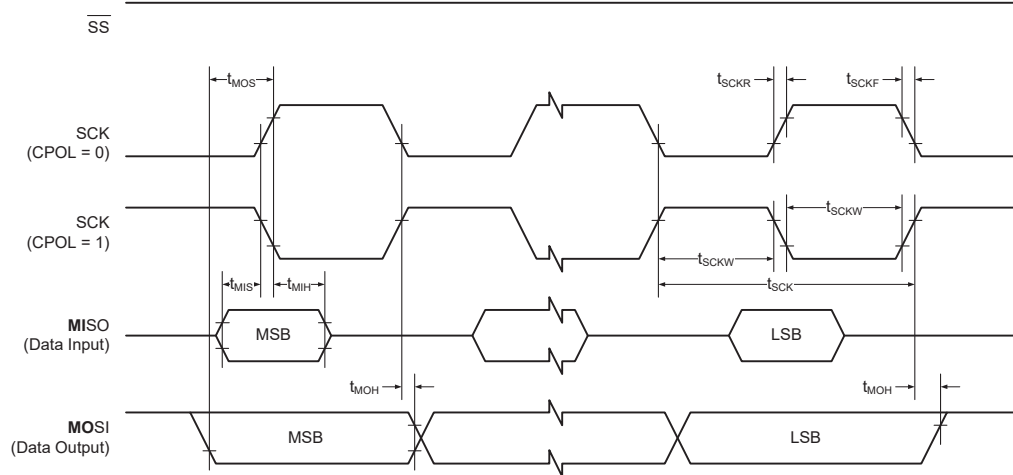 SS
tMOS
tSCKR
tSCKF
SCK
(CPOL = 0)
SCK
(CPOL = 1)
tSCKW
tSCKW
tSCK
tMIS
tMIH
MISO
(Data Input)
MSB
LSB
tMOH
tMOH
MOSI
(Data Output)
MSB
LSB